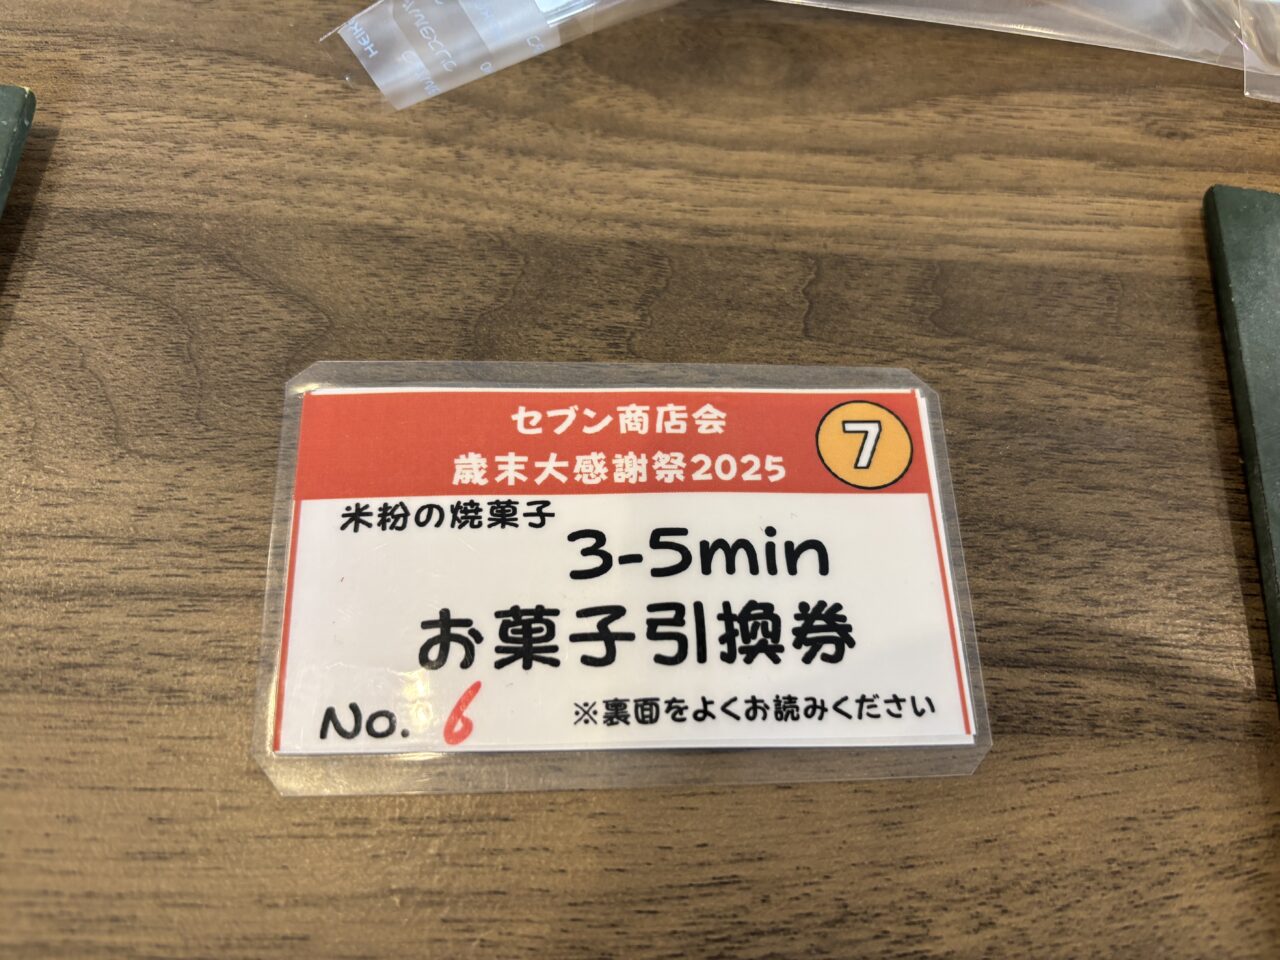 セブン商店会
歳末大感謝祭2025
7
米粉の焼菓子
3-5min
お菓子引換券
No. 6
※裏面をよくお読みください